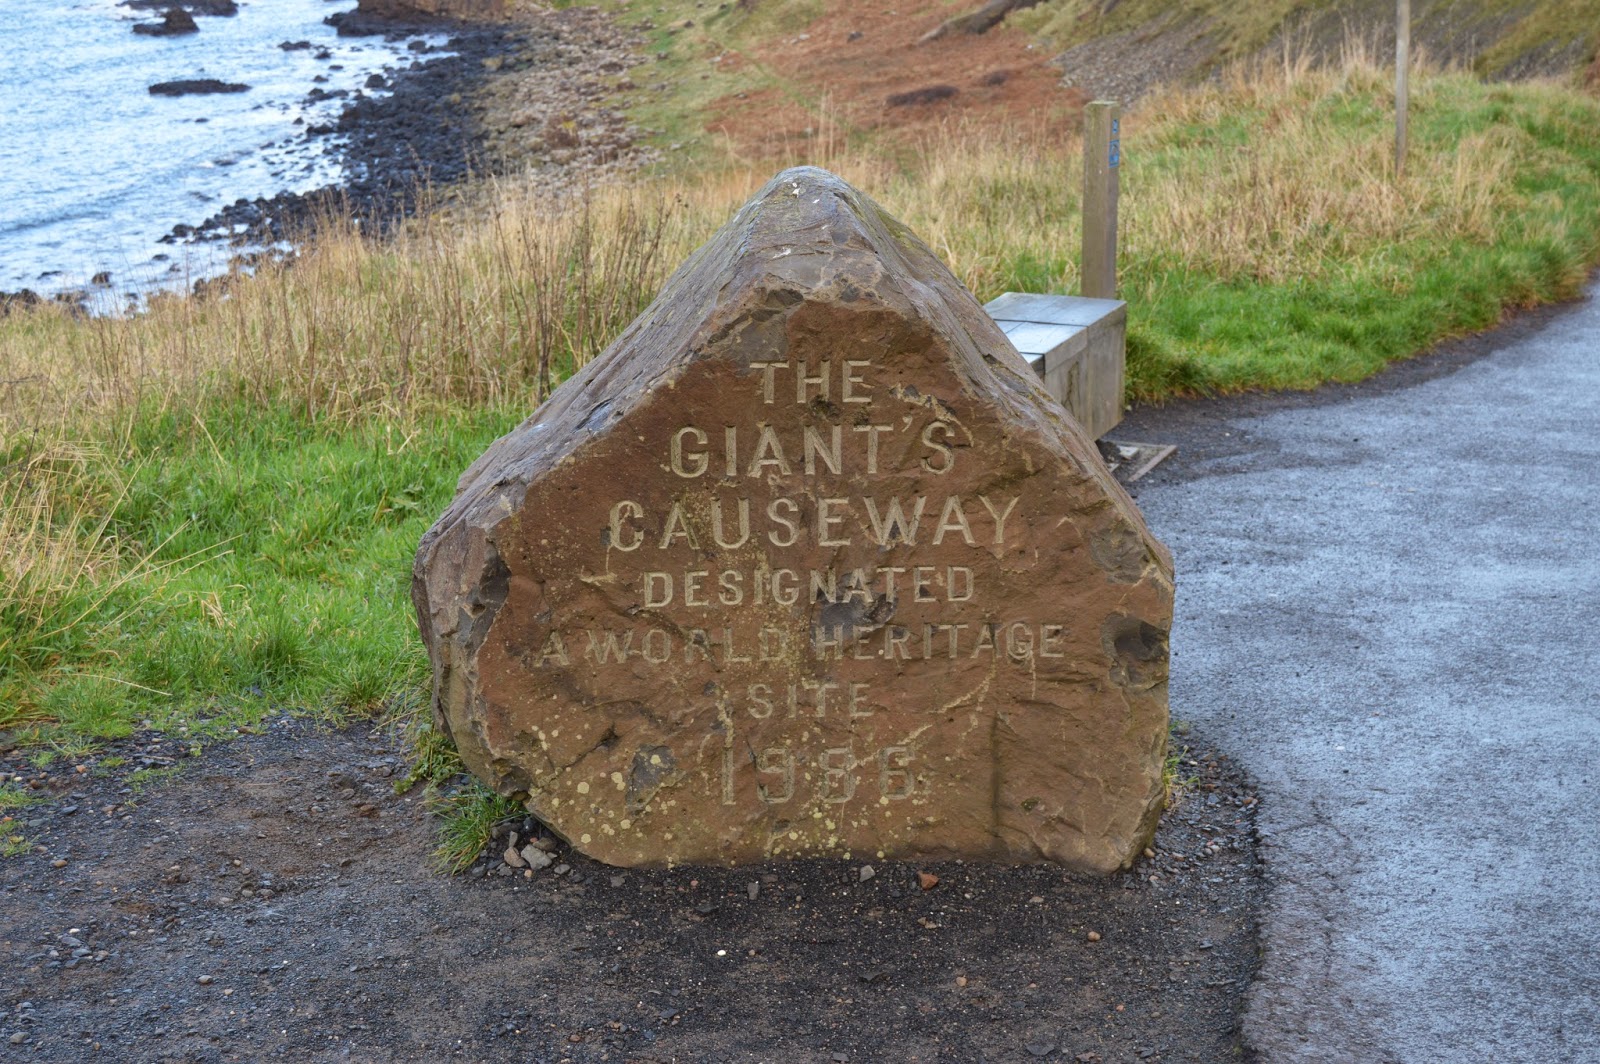 THE
GIANT'S
CAUSEWAY
DESIGNATED
A WORLD HERITAGE
SITE
1986